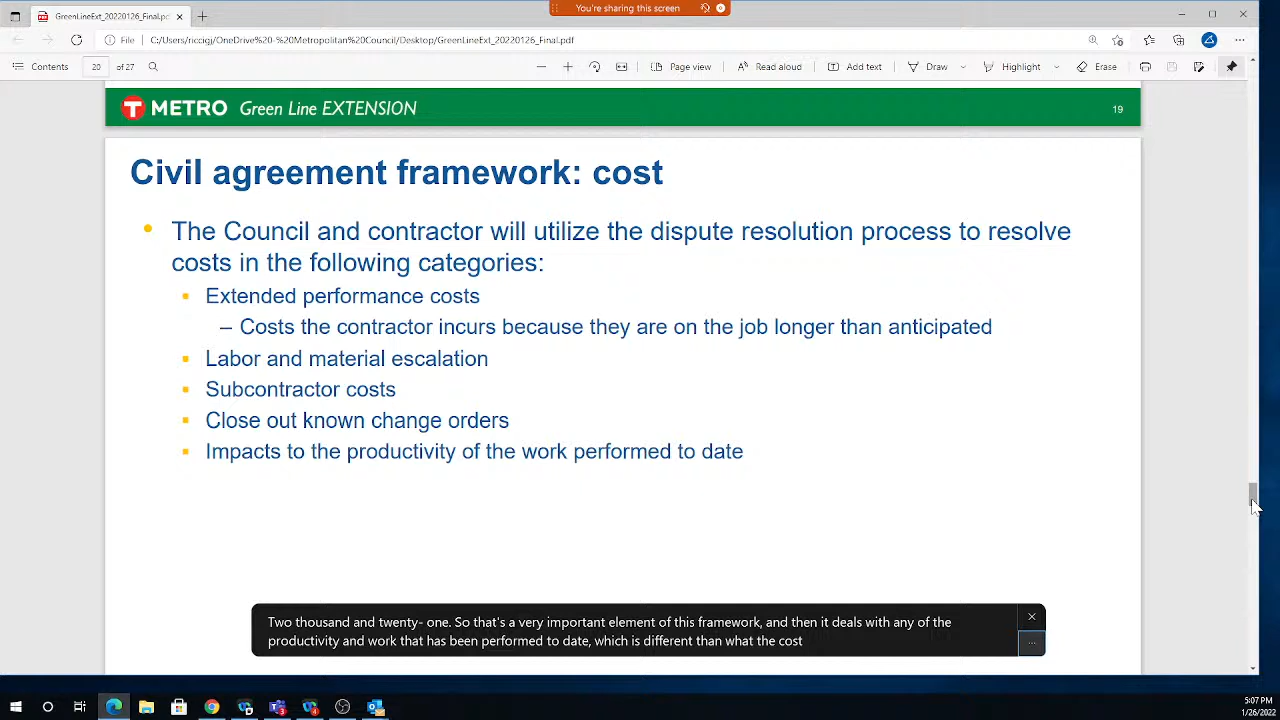 You're sharing this screen
GreenLineExt_20220126_Final.pd
File C:/Users/riccigj/OneDrive%20-%20Metropolitan%20Council/Desktop/GreenLineExt_20220126_Final.pdf
Contents 20 of 27 Page view Read aloud Add text Draw Highlight Erase
T METRO Green Line EXTENSION 19
Civil agreement framework: cost
• The Council and contractor will utilize the dispute resolution process to resolve
costs in the following categories:
▪ Extended performance costs
– Costs the contractor incurs because they are on the job longer than anticipated
▪ Labor and material escalation
▪ Subcontractor costs
▪ Close out known change orders
▪ Impacts to the productivity of the work performed to date
Two thousand and twenty- one. So that's a very important element of this framework, and then it deals with any of the
productivity and work that has been performed to date, which is different than what the cost
5:07 PM
1/26/2022